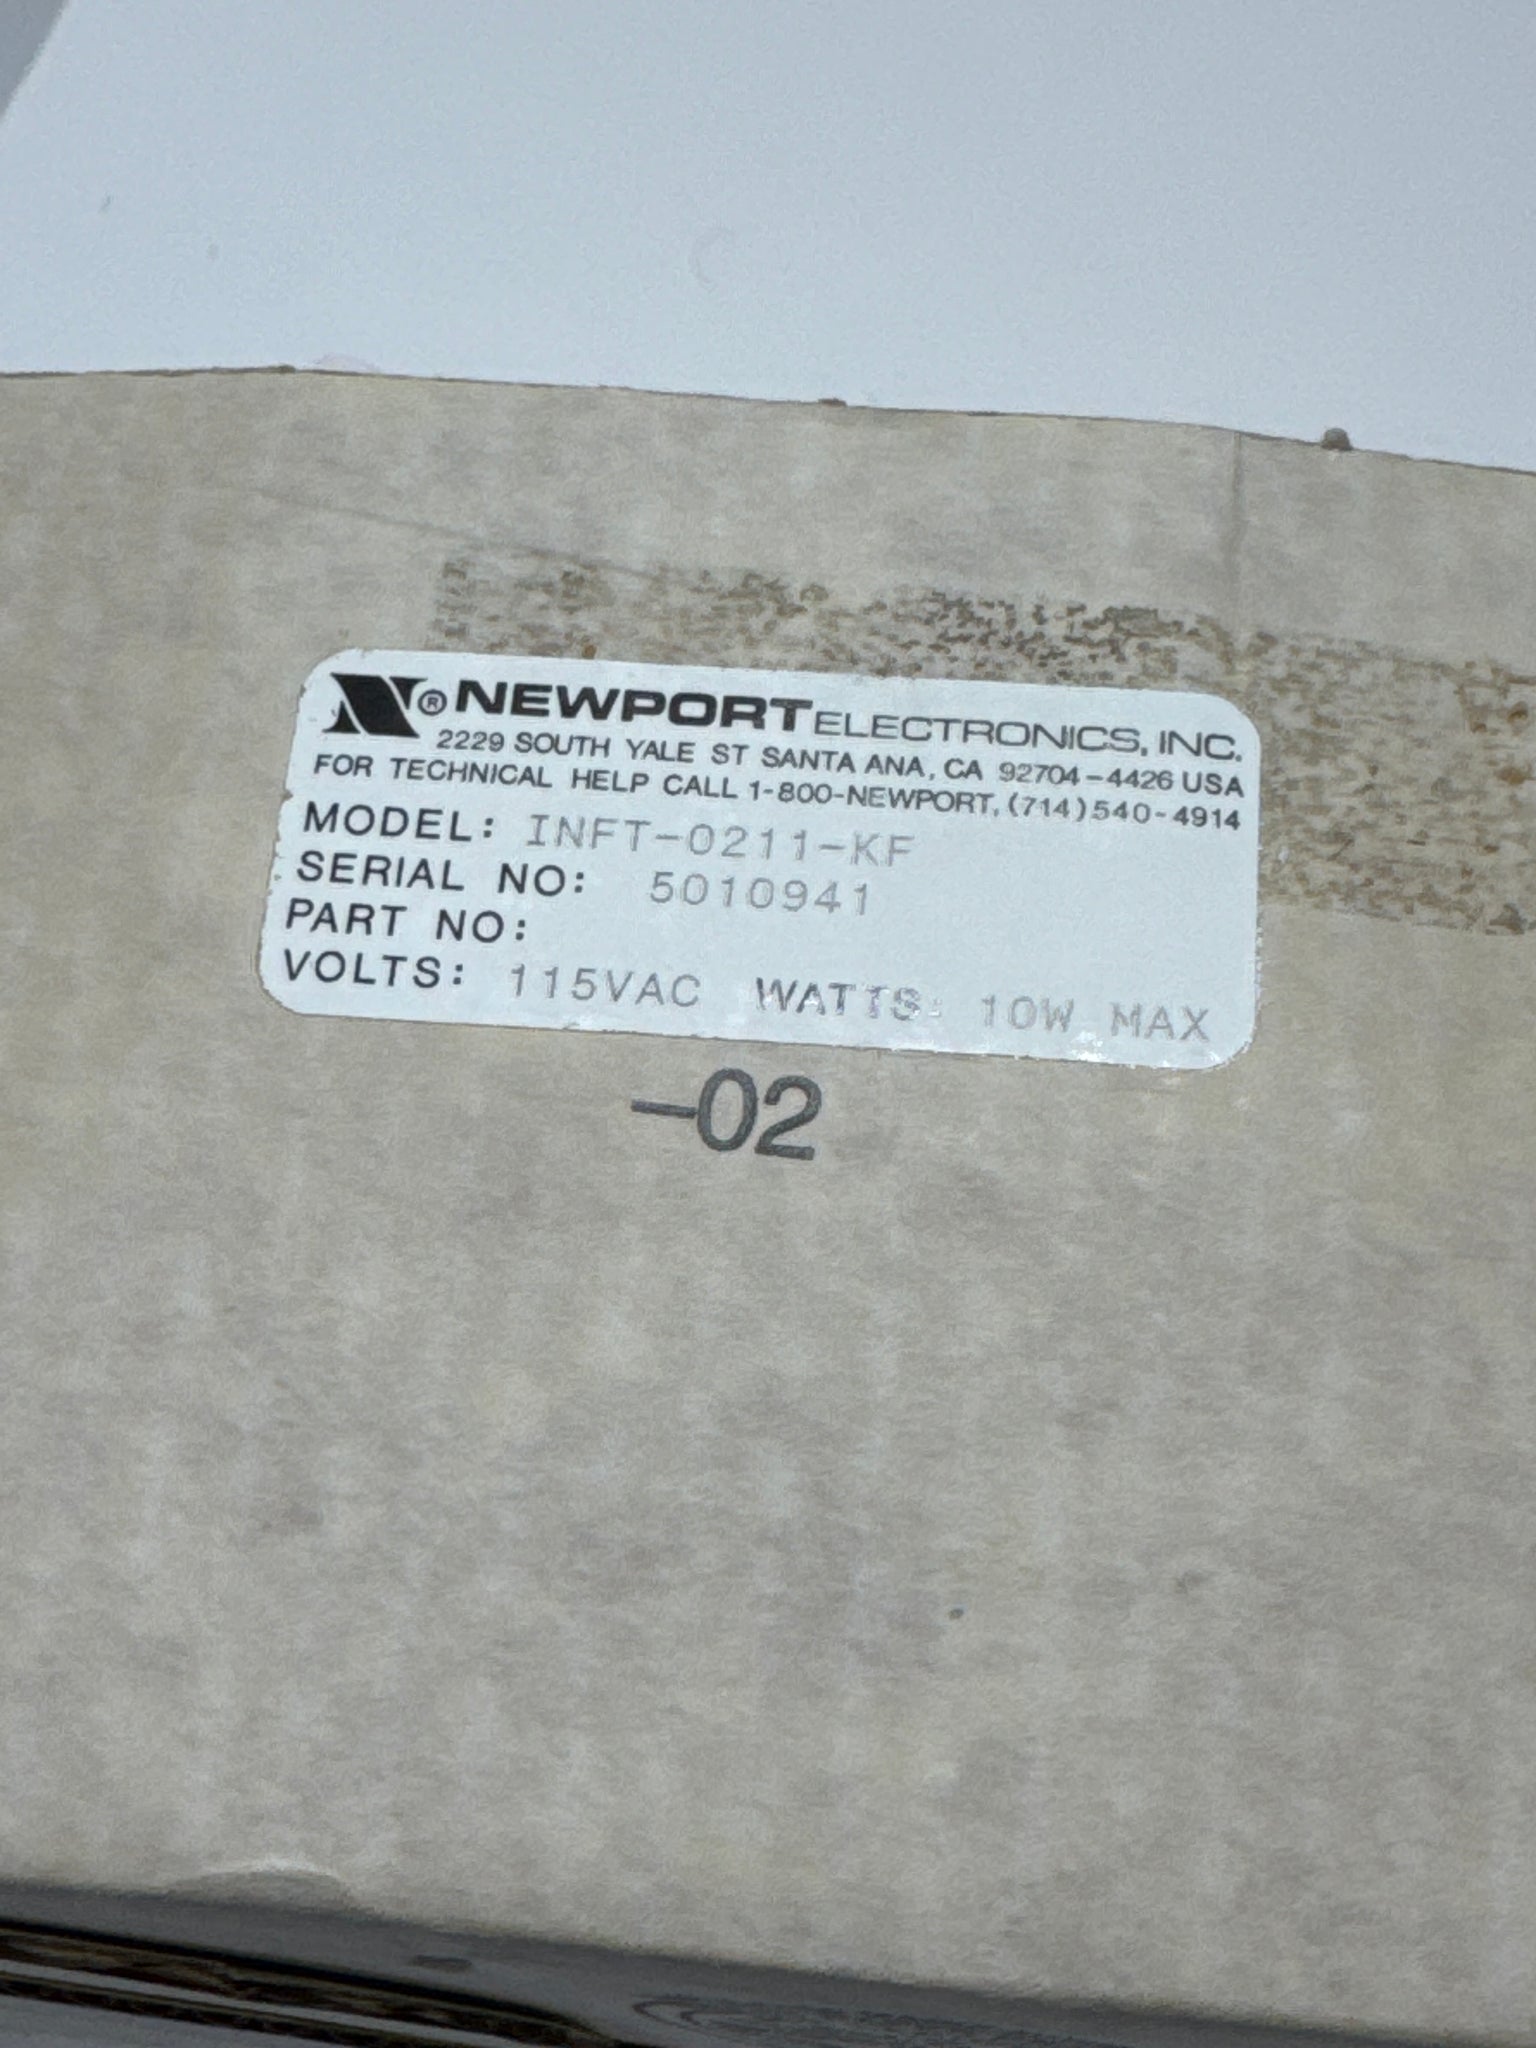 N® NEWPORT ELECTRONICS, INC.
2229 SOUTH YALE ST SANTA ANA, CA 92704-4426 USA
FOR TECHNICAL HELP CALL 1-800-NEWPORT, (714)540-4914
MODEL: INFT-0211-KF
SERIAL NO: 5010941
PART NO:
VOLTS: 115VAC WATTS: 10W MAX
-02